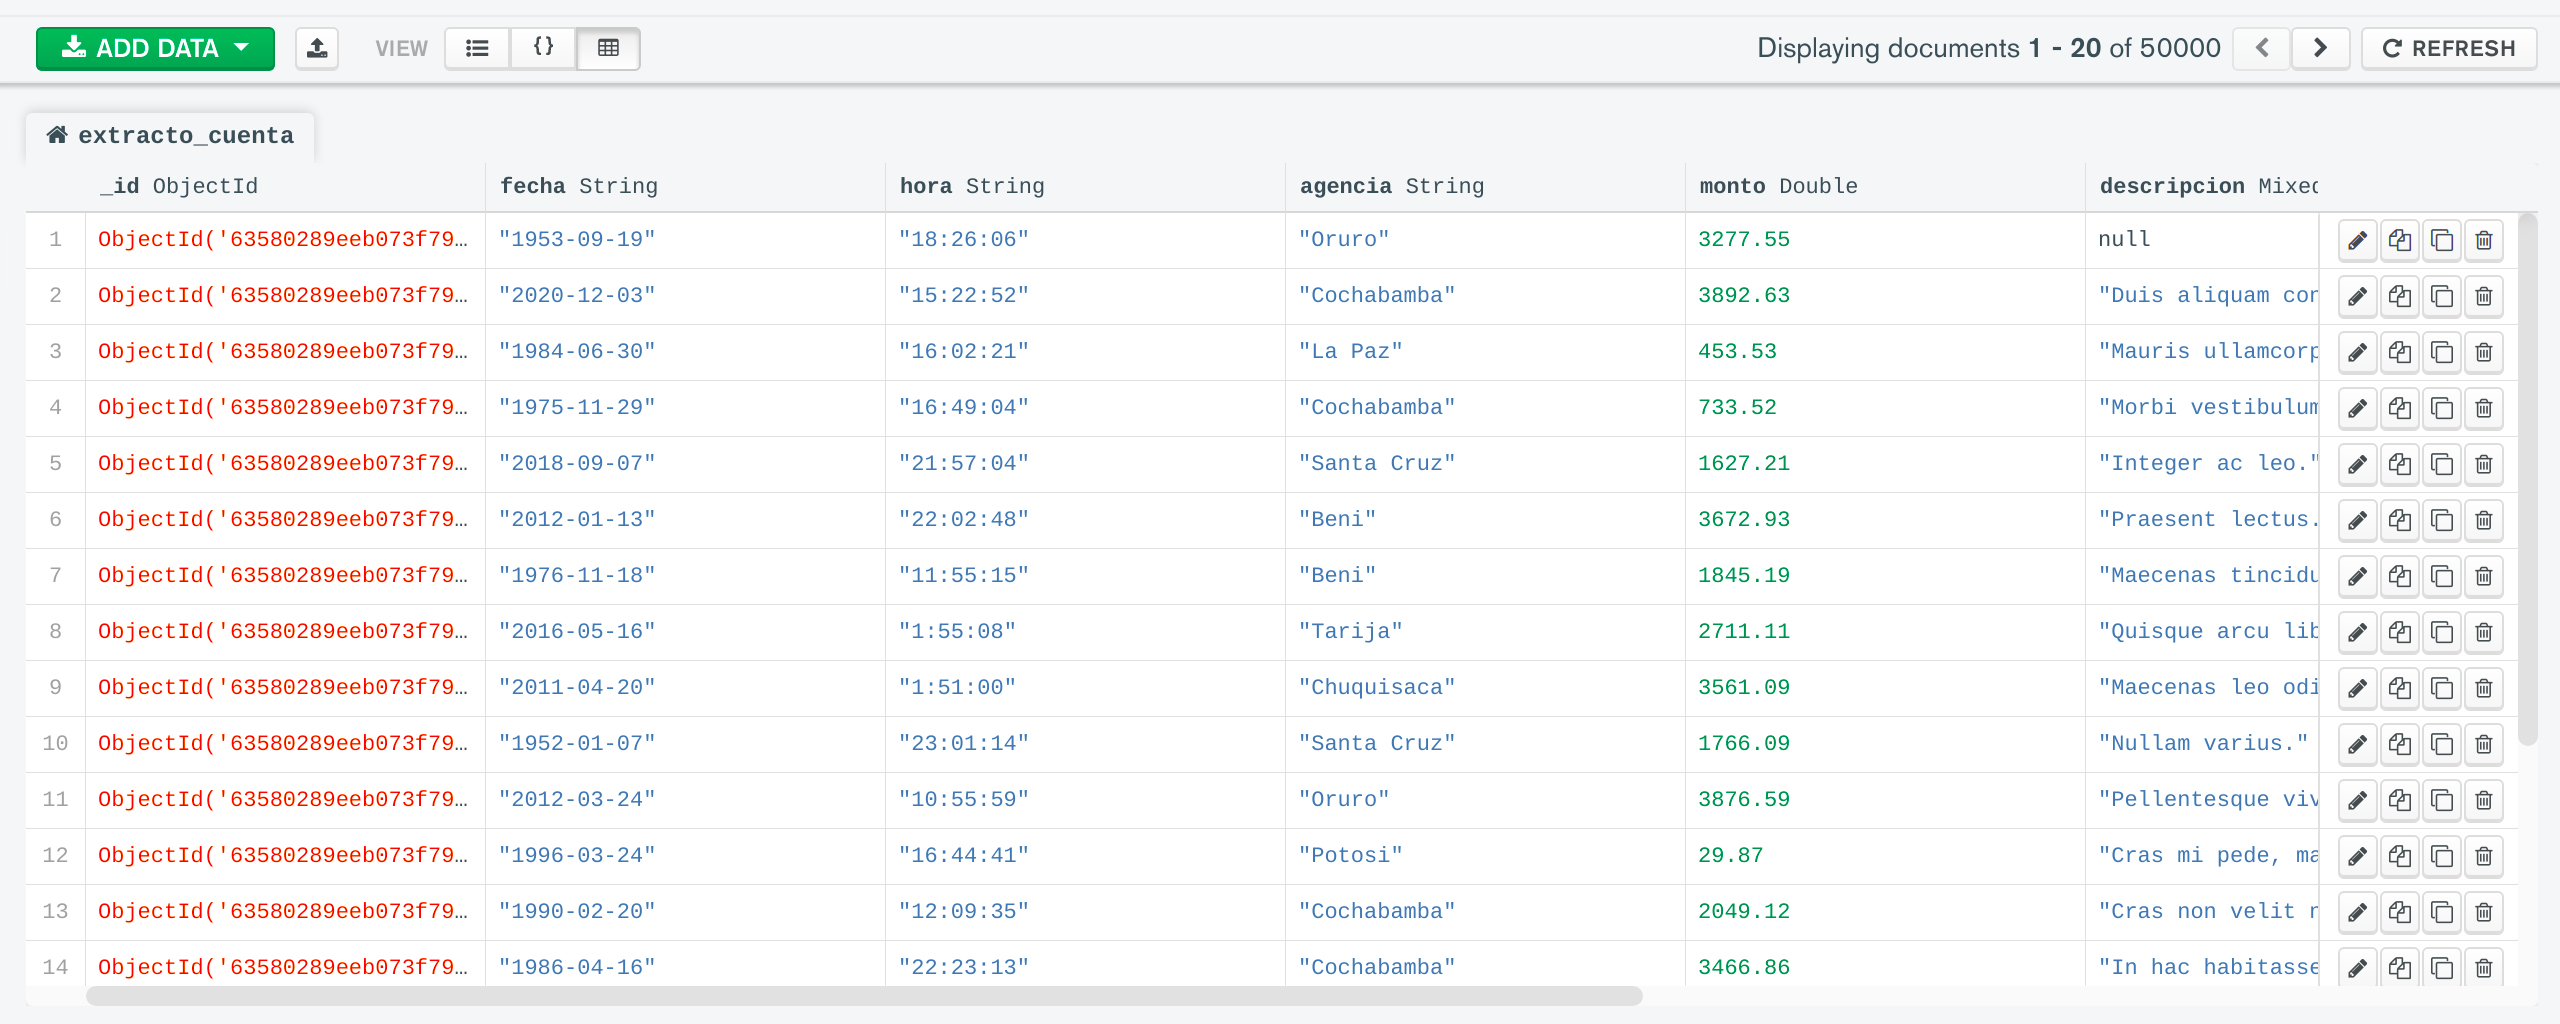 ADD DATA VIEW {} Displaying documents 1 - 20 of 50000 REFRESH
extracto_cuenta
_id ObjectId fecha String hora String agencia String monto Double descripcion Mixed
1 ObjectId('63580289eeb073f79… "1953-09-19" "18:26:06" "Oruro" 3277.55 null
2 ObjectId('63580289eeb073f79… "2020-12-03" "15:22:52" "Cochabamba" 3892.63 "Duis aliquam con
3 ObjectId('63580289eeb073f79… "1984-06-30" "16:02:21" "La Paz" 453.53 "Mauris ullamcorp
4 ObjectId('63580289eeb073f79… "1975-11-29" "16:49:04" "Cochabamba" 733.52 "Morbi vestibulum
5 ObjectId('63580289eeb073f79… "2018-09-07" "21:57:04" "Santa Cruz" 1627.21 "Integer ac leo."
6 ObjectId('63580289eeb073f79… "2012-01-13" "22:02:48" "Beni" 3672.93 "Praesent lectus.
7 ObjectId('63580289eeb073f79… "1976-11-18" "11:55:15" "Beni" 1845.19 "Maecenas tincidu
8 ObjectId('63580289eeb073f79… "2016-05-16" "1:55:08" "Tarija" 2711.11 "Quisque arcu lib
9 ObjectId('63580289eeb073f79… "2011-04-20" "1:51:00" "Chuquisaca" 3561.09 "Maecenas leo odi
10 ObjectId('63580289eeb073f79… "1952-01-07" "23:01:14" "Santa Cruz" 1766.09 "Nullam varius."
11 ObjectId('63580289eeb073f79… "2012-03-24" "10:55:59" "Oruro" 3876.59 "Pellentesque viv
12 ObjectId('63580289eeb073f79… "1996-03-24" "16:44:41" "Potosi" 29.87 "Cras mi pede, ma
13 ObjectId('63580289eeb073f79… "1990-02-20" "12:09:35" "Cochabamba" 2049.12 "Cras non velit n
14 ObjectId('63580289eeb073f79… "1986-04-16" "22:23:13" "Cochabamba" 3466.86 "In hac habitasse